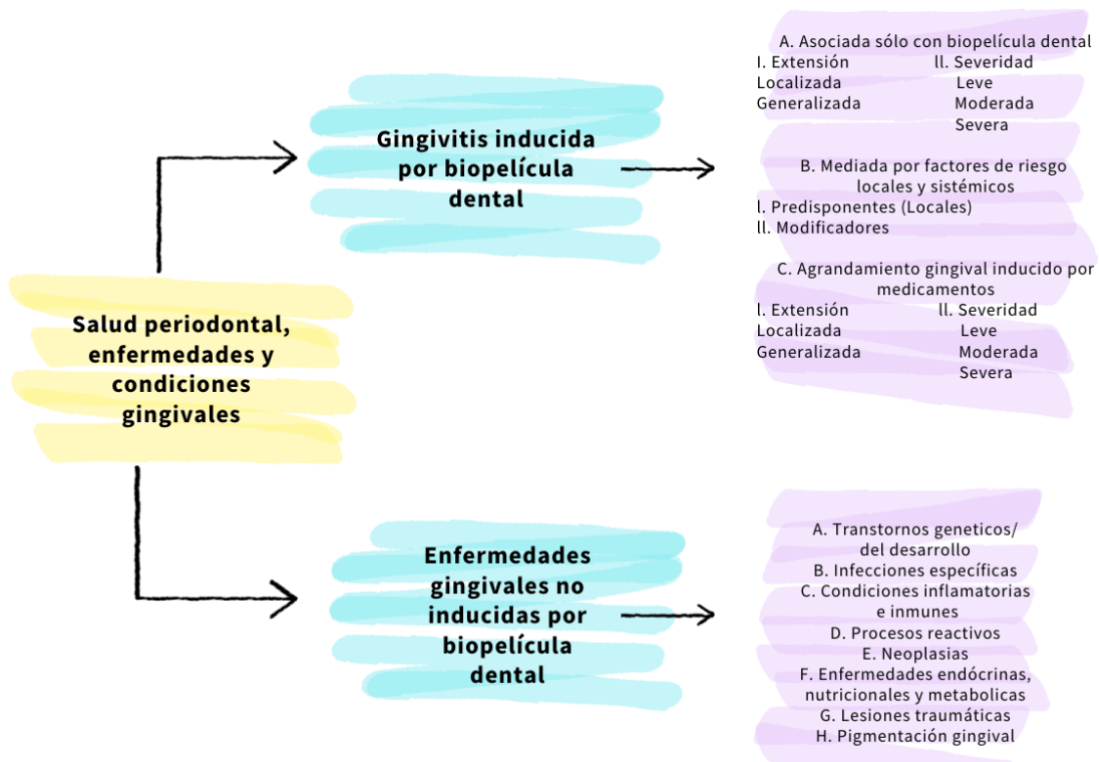 Salud periodontal,
enfermedades y
condiciones
gingivales
Gingivitis inducida
por biopelícula
dental
A. Asociada sólo con biopelícula dental
I. Extensión
Localizada
Generalizada
ll. Severidad
Leve
Moderada
Severa
B. Mediada por factores de riesgo
locales y sistémicos
l. Predisponentes (Locales)
ll. Modificadores
C. Agrandamiento gingival inducido por
medicamentos
l. Extensión
Localizada
Generalizada
ll. Severidad
Leve
Moderada
Severa
Enfermedades
gingivales no
inducidas por
biopelícula
dental
A. Transtornos geneticos/
del desarrollo
B. Infecciones específicas
C. Condiciones inflamatorias
e inmunes
D. Procesos reactivos
E. Neoplasias
F. Enfermedades endócrinas,
nutricionales y metabolicas
G. Lesiones traumáticas
H. Pigmentación gingival